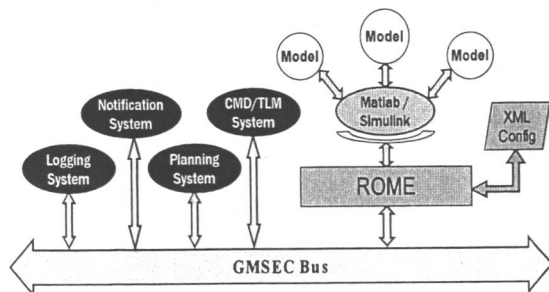 Model
Model
Model
Matlab /
Simulink
Notification
System
CMD/TLM
System
XML
Config
Logging
System
Planning
System
ROME
GMSEC Bus